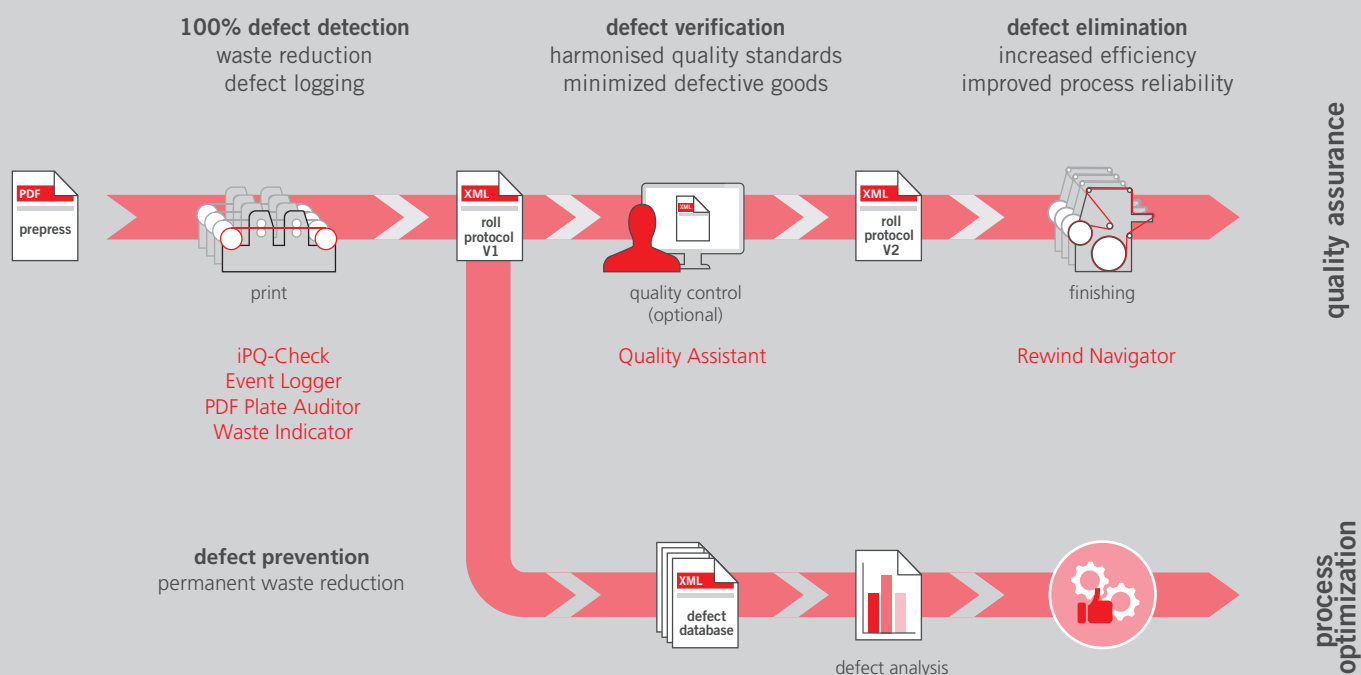 100% defect detection
waste reduction
defect logging
defect verification
harmonised quality standards
minimized defective goods
defect elimination
increased efficiency
improved process reliability
quality assurance
PDF
prepress
print
XML
roll
protocol
V1
XML
quality control
(optional)
XML
roll
protocol
V2
finishing
iPQ-Check
Event Logger
PDF Plate Auditor
Waste Indicator
Quality Assistant
Rewind Navigator
defect prevention
permanent waste reduction
XML
defect
database
defect analysis
process
optimization